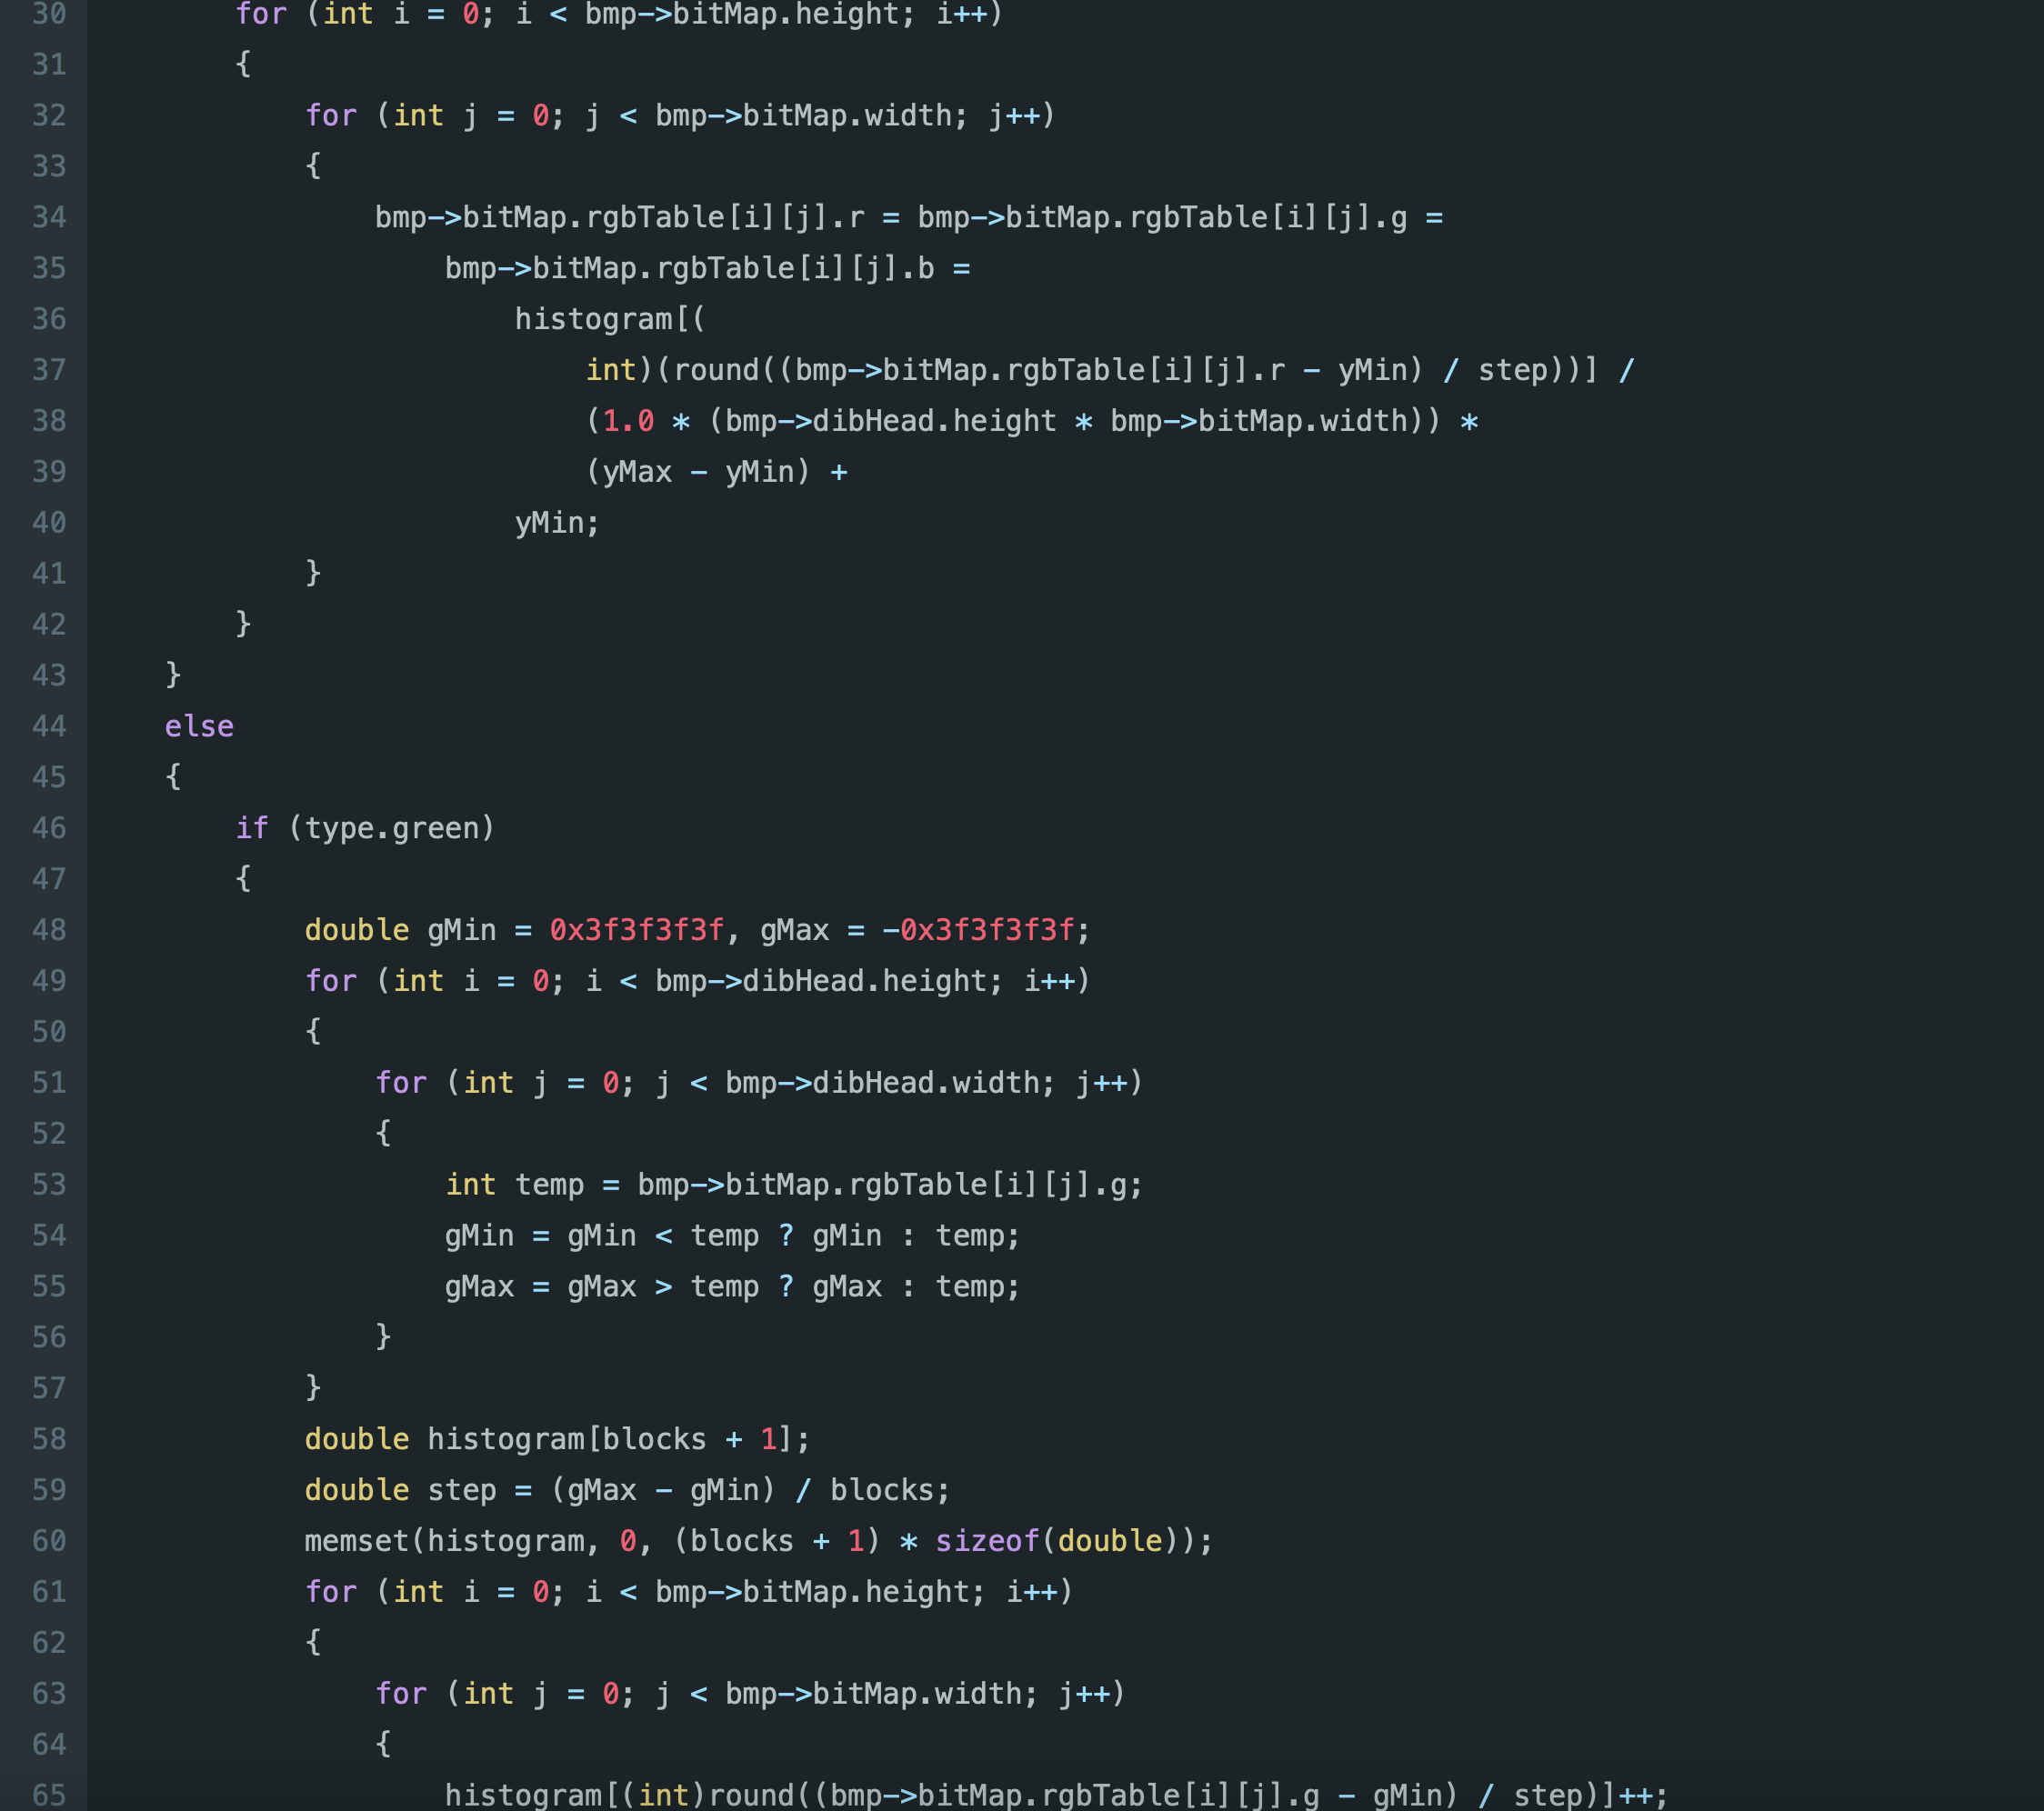 30 for (int i = 0; i < bmp->bitMap.height; i++)
31 {
32 for (int j = 0; j < bmp->bitMap.width; j++)
33 {
34 bmp->bitMap.rgbTable[i][j].r = bmp->bitMap.rgbTable[i][j].g =
35 bmp->bitMap.rgbTable[i][j].b =
36 histogram[(
37 int)(round((bmp->bitMap.rgbTable[i][j].r - yMin) / step))] /
38 (1.0 * (bmp->dibHead.height * bmp->bitMap.width)) *
39 (yMax - yMin) +
40 yMin;
41 }
42 }
43 }
44 else
45 {
46 if (type.green)
47 {
48 double gMin = 0x3f3f3f3f, gMax = -0x3f3f3f3f;
49 for (int i = 0; i < bmp->dibHead.height; i++)
50 {
51 for (int j = 0; j < bmp->dibHead.width; j++)
52 {
53 int temp = bmp->bitMap.rgbTable[i][j].g;
54 gMin = gMin < temp ? gMin : temp;
55 gMax = gMax > temp ? gMax : temp;
56 }
57 }
58 double histogram[blocks + 1];
59 double step = (gMax - gMin) / blocks;
60 memset(histogram, 0, (blocks + 1) * sizeof(double));
61 for (int i = 0; i < bmp->bitMap.height; i++)
62 {
63 for (int j = 0; j < bmp->bitMap.width; j++)
64 {
65 histogram[(int)round((bmp->bitMap.rgbTable[i][j].g - gMin) / step)]++;